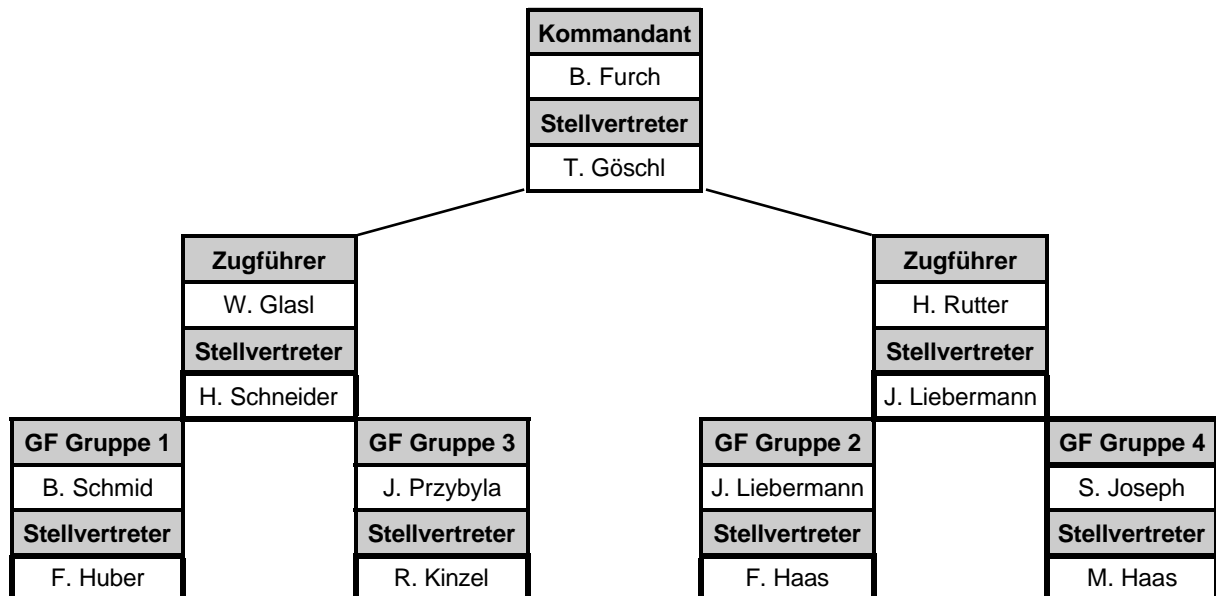 Kommandant
B. Furch
Stellvertreter
T. Göschl
Zugführer
Zugführer
W. Glasl
H. Rutter
Stellvertreter
Stellvertreter
H. Schneider
J. Liebermann
GF Gruppe 1
GF Gruppe 3
GF Gruppe 2
GF Gruppe 4
B. Schmid
J. Przybyla
J. Liebermann
S. Joseph
Stellvertreter
Stellvertreter
Stellvertreter
Stellvertreter
F. Huber
R. Kinzel
F. Haas
M. Haas